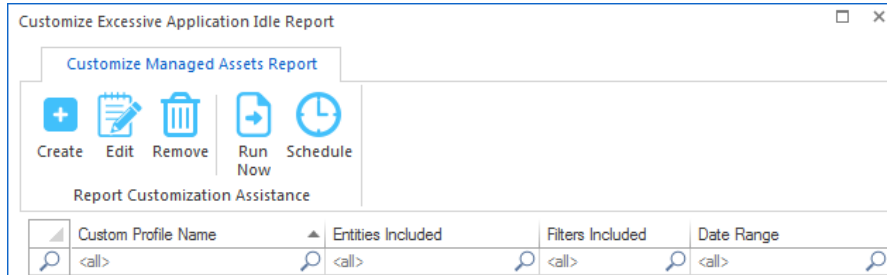 Customize Excessive Application Idle Report
Customize Managed Assets Report
Create Edit Remove Run Now Schedule
Report Customization Assistance
Custom Profile Name Entities Included Filters Included Date Range
<all> <all> <all> <all>